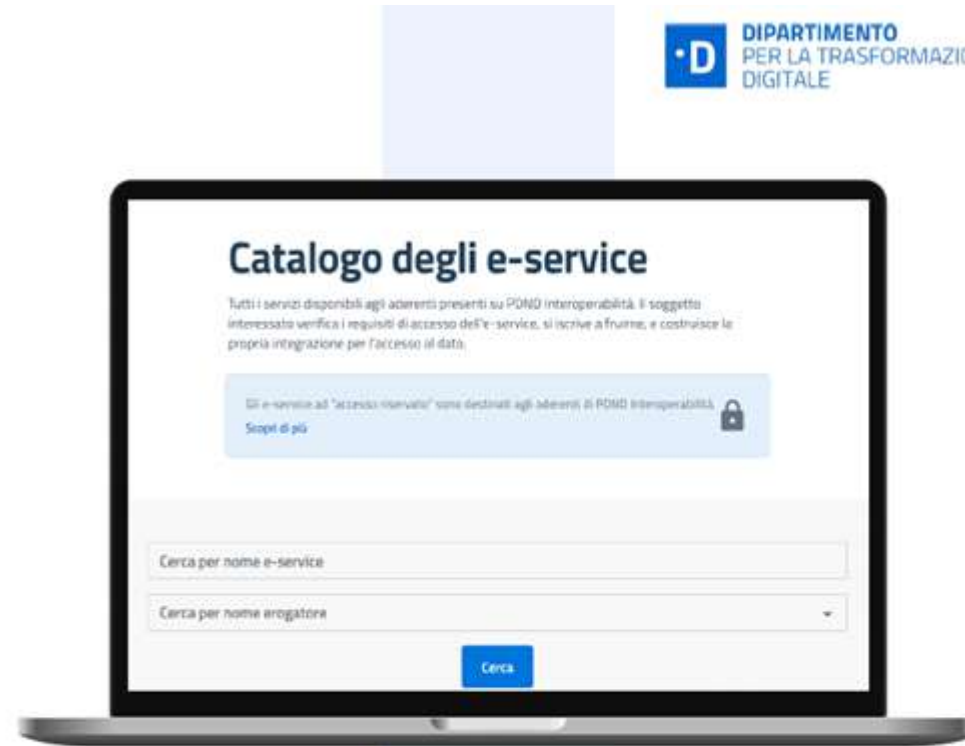 DIPARTIMENTO
PER LA TRASFORMAZIO
DIGITALE
Catalogo degli e-service
Tutti i servizi disponibili agli aderenti presenti su PDND Interoperabilità. Il soggetto
interessato verifica i requisiti di accesso dell'e-service, si iscrive a fruirne, e costruisce la
propria integrazione per l'accesso al dato.
Gli e-service ad "accesso riservato" sono destinati agli aderenti di PDND Interoperabilità.
Scopri di più
Cerca per nome e-service
Cerca per nome erogatore
Cerca